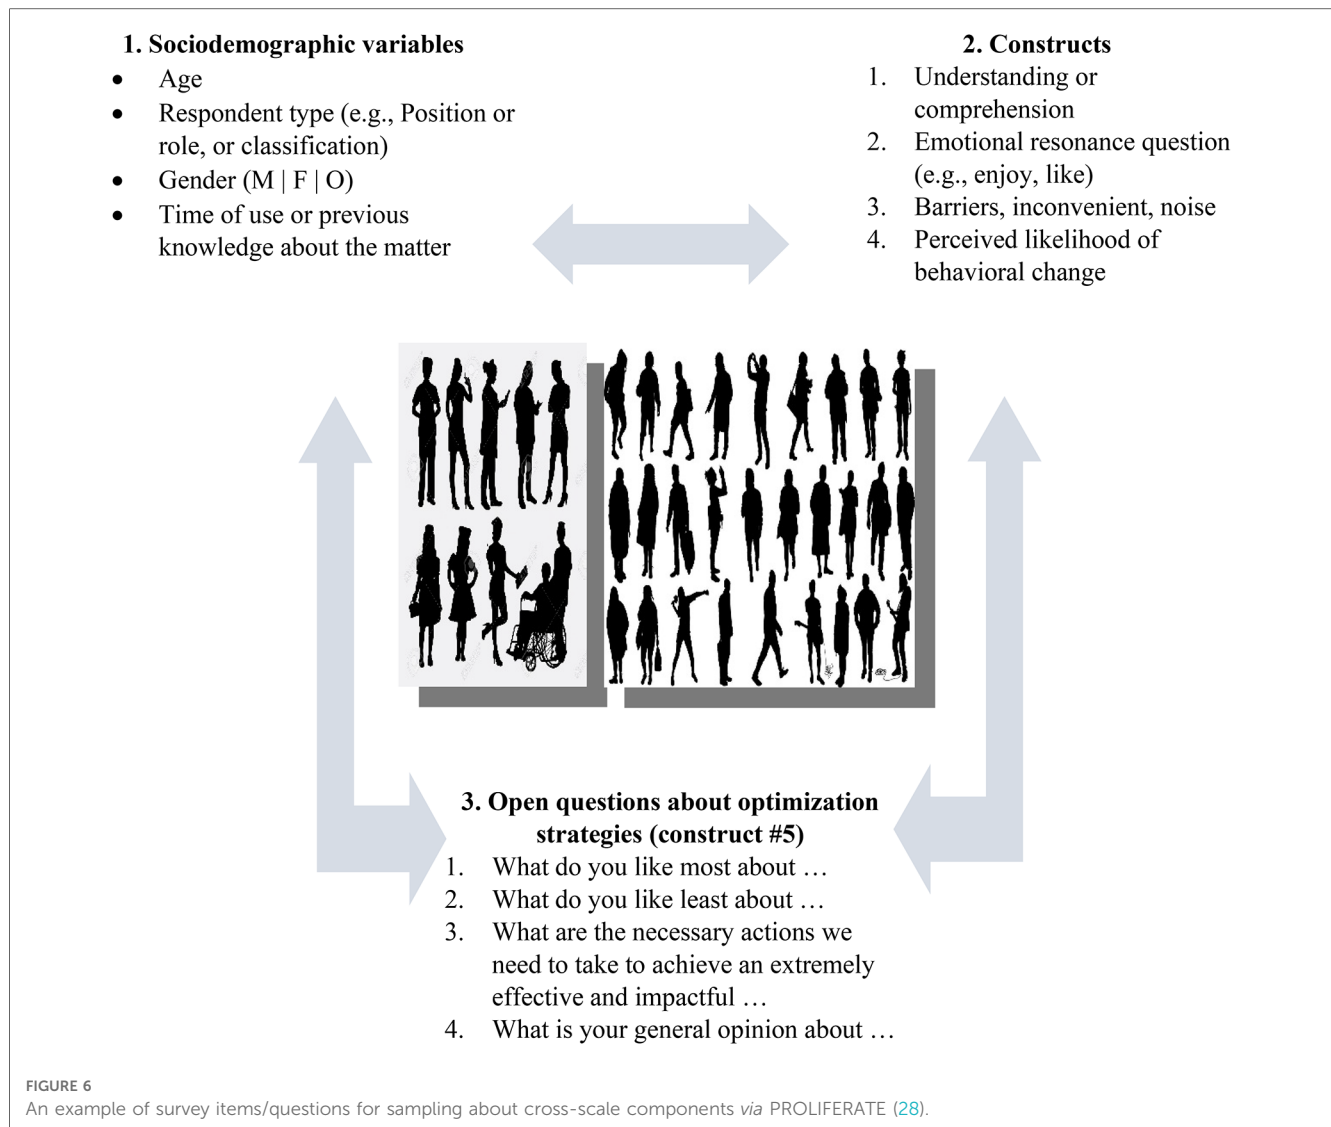 1. Sociodemographic variables
• Age
• Respondent type (e.g., Position or
role, or classification)
• Gender (M | F | O)
• Time of use or previous
knowledge about the matter
2. Constructs
1. Understanding or
comprehension
2. Emotional resonance question
(e.g., enjoy, like)
3. Barriers, inconvenient, noise
4. Perceived likelihood of
behavioral change
3. Open questions about optimization
strategies (construct #5)
1. What do you like most about …
2. What do you like least about …
3. What are the necessary actions we
need to take to achieve an extremely
effective and impactful …
4. What is your general opinion about …
FIGURE 6
An example of survey items/questions for sampling about cross-scale components via PROLIFERATE (28).